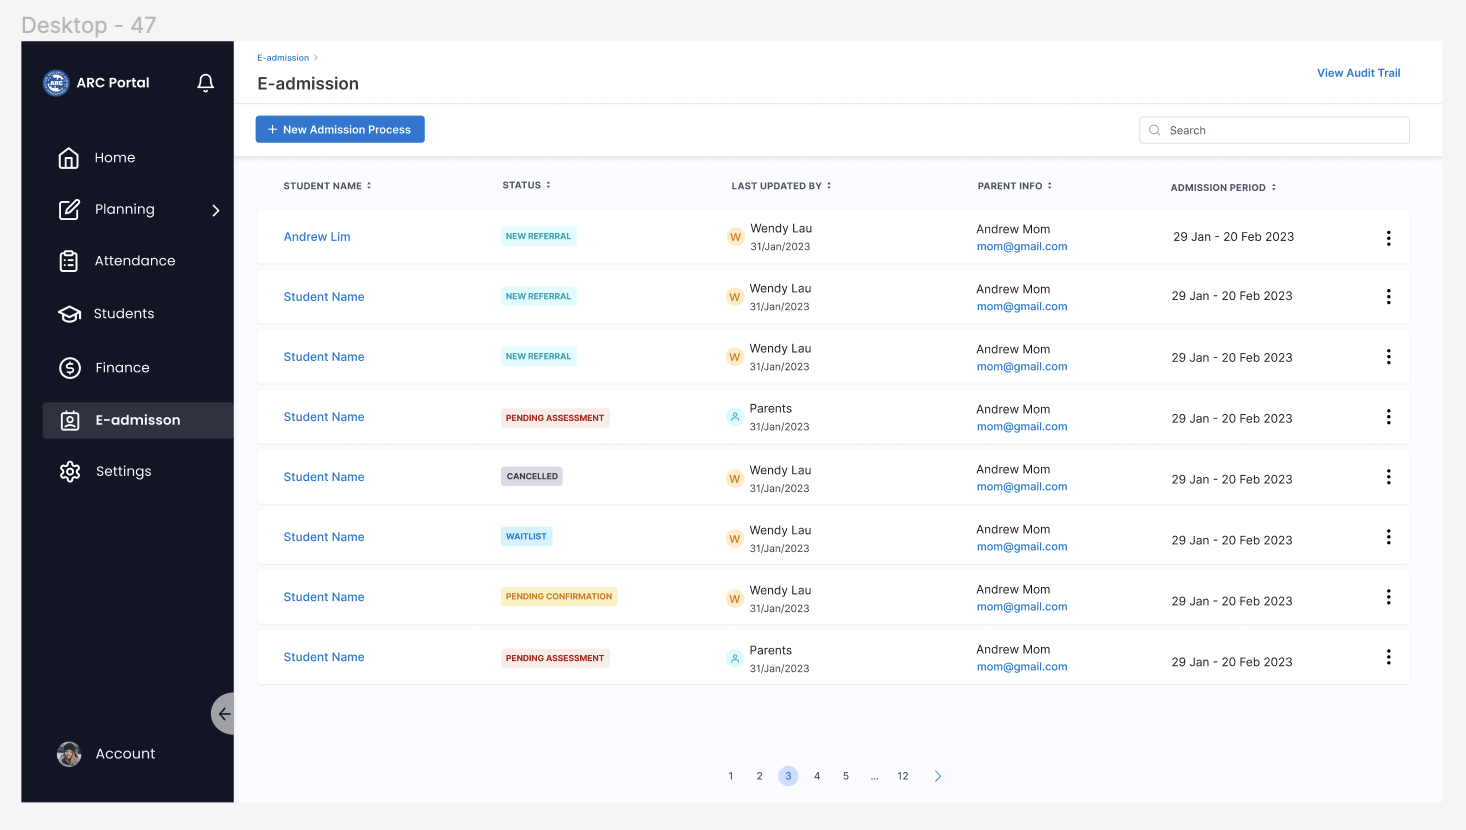 Desktop - 47
ARC Portal
Home
Planning
Attendance
Students
Finance
E-admisson
Settings
Account
E-admission
E-admission
View Audit Trail
New Admission Process
Search
STUDENT NAME STATUS LAST UPDATED BY PARENT INFO ADMISSION PERIOD
Andrew Lim NEW REFERRAL W Wendy Lau Andrew Mom 29 Jan - 20 Feb 2023
31/Jan/2023 mom@gmail.com
Student Name NEW REFERRAL W Wendy Lau Andrew Mom 29 Jan - 20 Feb 2023
31/Jan/2023 mom@gmail.com
Student Name NEW REFERRAL W Wendy Lau Andrew Mom 29 Jan - 20 Feb 2023
31/Jan/2023 mom@gmail.com
Student Name PENDING ASSESSMENT Parents Andrew Mom 29 Jan - 20 Feb 2023
31/Jan/2023 mom@gmail.com
Student Name CANCELLED W Wendy Lau Andrew Mom 29 Jan - 20 Feb 2023
31/Jan/2023 mom@gmail.com
Student Name WAITLIST W Wendy Lau Andrew Mom 29 Jan - 20 Feb 2023
31/Jan/2023 mom@gmail.com
Student Name PENDING CONFIRMATION W Wendy Lau Andrew Mom 29 Jan - 20 Feb 2023
31/Jan/2023 mom@gmail.com
Student Name PENDING ASSESSMENT Parents Andrew Mom 29 Jan - 20 Feb 2023
31/Jan/2023 mom@gmail.com
1 2 3 4 5 ... 12